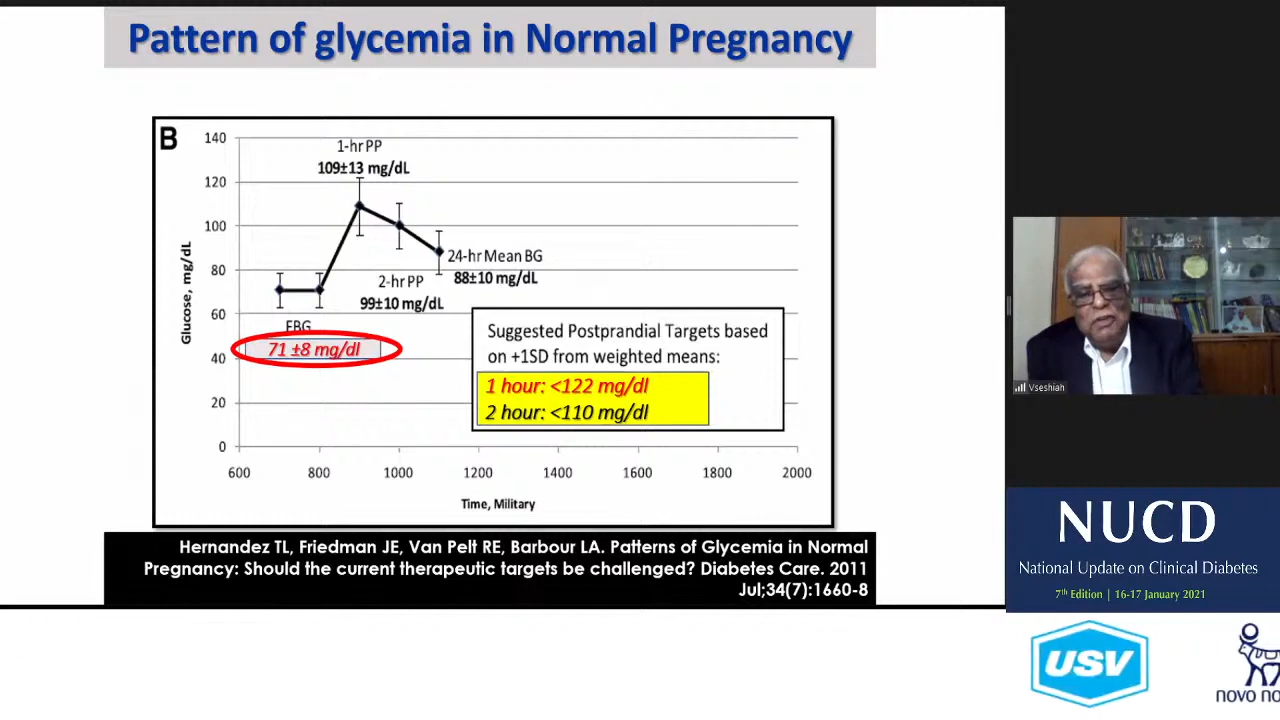 Pattern of glycemia in Normal Pregnancy
B
140
120
100
80
60
40
20
0
Glucose, mg/dL
1-hr PP
109±13 mg/dL
24-hr Mean BG
88±10 mg/dL
2-hr PP
99±10 mg/dL
FBG
71 ±8 mg/dl
Suggested Postprandial Targets based
on +1SD from weighted means:
1 hour: <122 mg/dl
2 hour: <110 mg/dl
600 800 1000 1200 1400 1600 1800 2000
Time, Military
Hernandez TL, Friedman JE, Van Pelt RE, Barbour LA. Patterns of Glycemia in Normal
Pregnancy: Should the current therapeutic targets be challenged? Diabetes Care. 2011
Jul;34(7):1660-8
Vseshiah
NUCD
National Update on Clinical Diabetes
7th Edition | 16-17 January 2021
USV
novo no